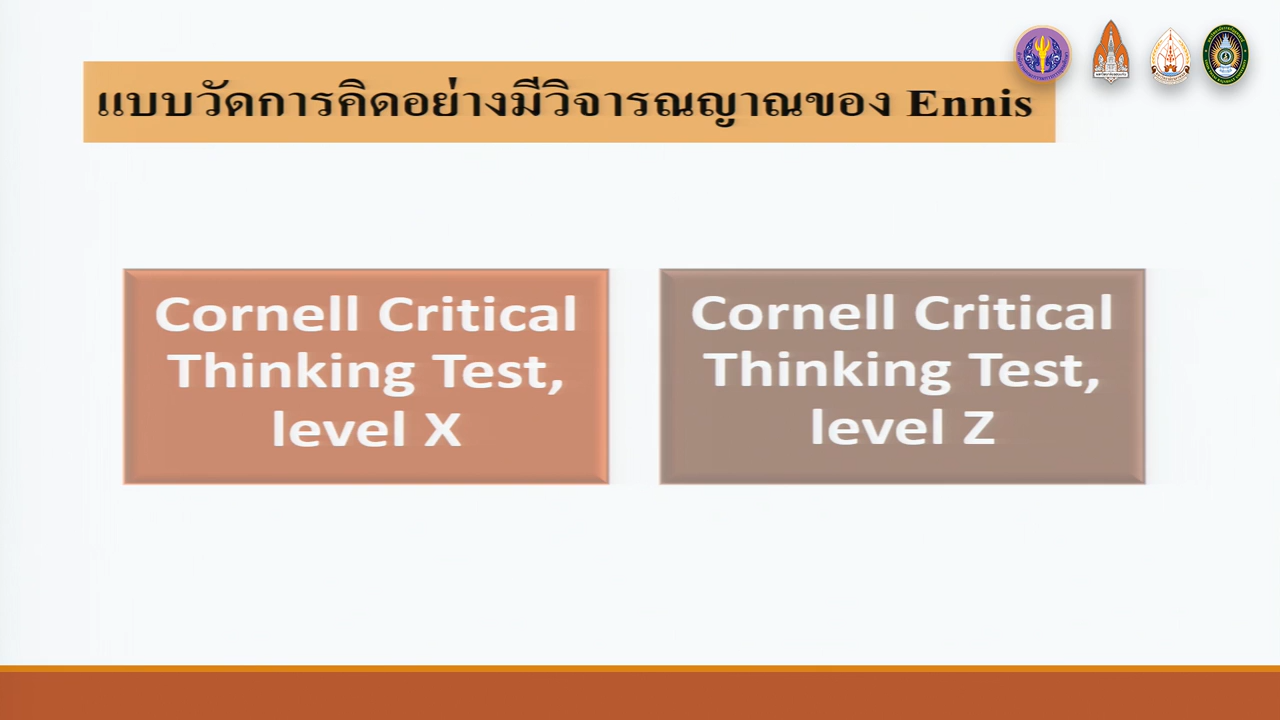 แบบวัดการคิดอย่างมีวิจารณญาณของ Ennis
Cornell Critical
Thinking Test,
level X
Cornell Critical
Thinking Test,
level Z